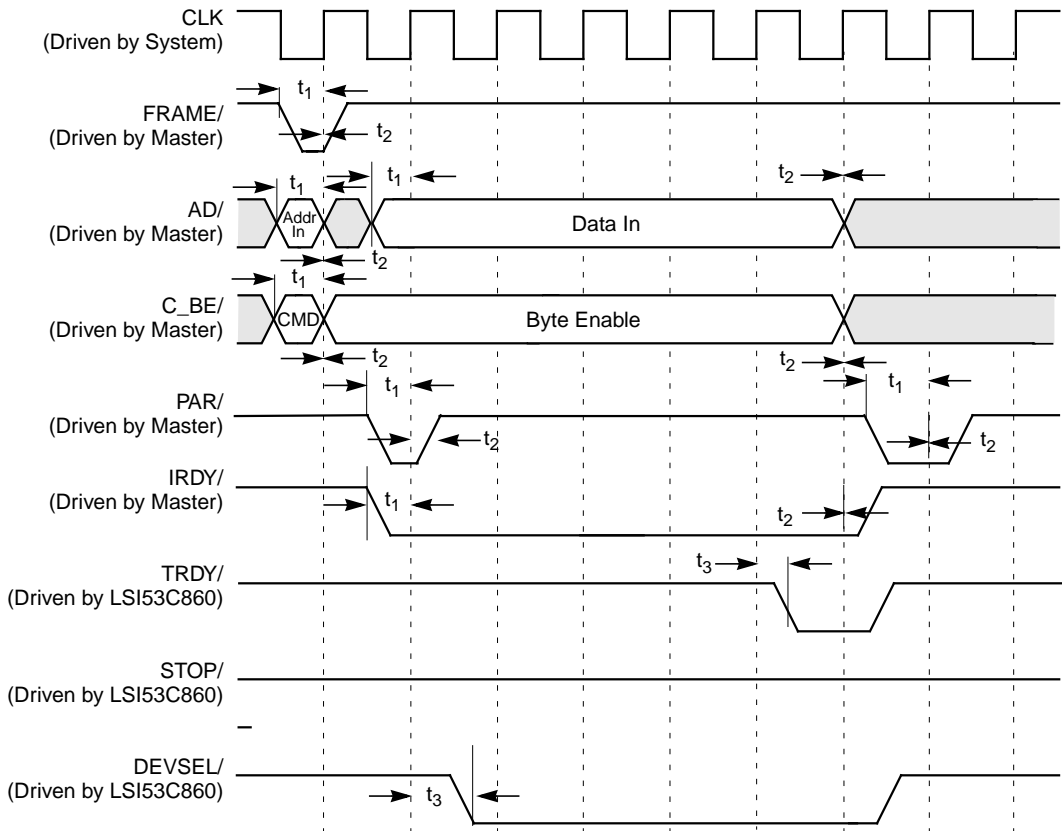 CLK
(Driven by System)
t1
FRAME/
(Driven by Master)
t2
t1
t1
t2
AD/
(Driven by Master)
Addr
In
Data In
t2
t1
C_BE/
(Driven by Master)
CMD
Byte Enable
t2
t2
t1
t1
PAR/
(Driven by Master)
t2
t2
IRDY/
(Driven by Master)
t1
t2
t3
TRDY/
(Driven by LSI53C860)
STOP/
(Driven by LSI53C860)
DEVSEL/
(Driven by LSI53C860)
t3